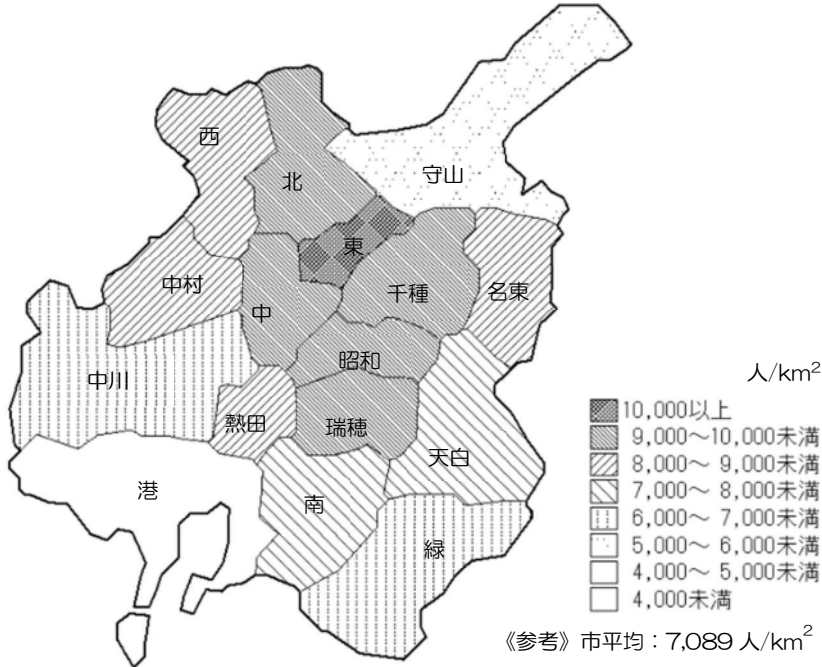 西
北
守山
東
中村
中
千種
名東
昭和
中川
熱田
瑞穂
天白
港
南
緑
人/km²
10,000以上
9,000～10,000未満
8,000～ 9,000未満
7,000～ 8,000未満
6,000～ 7,000未満
5,000～ 6,000未満
4,000～ 5,000未満
4,000未満
《参考》市平均：7,089 人/km²